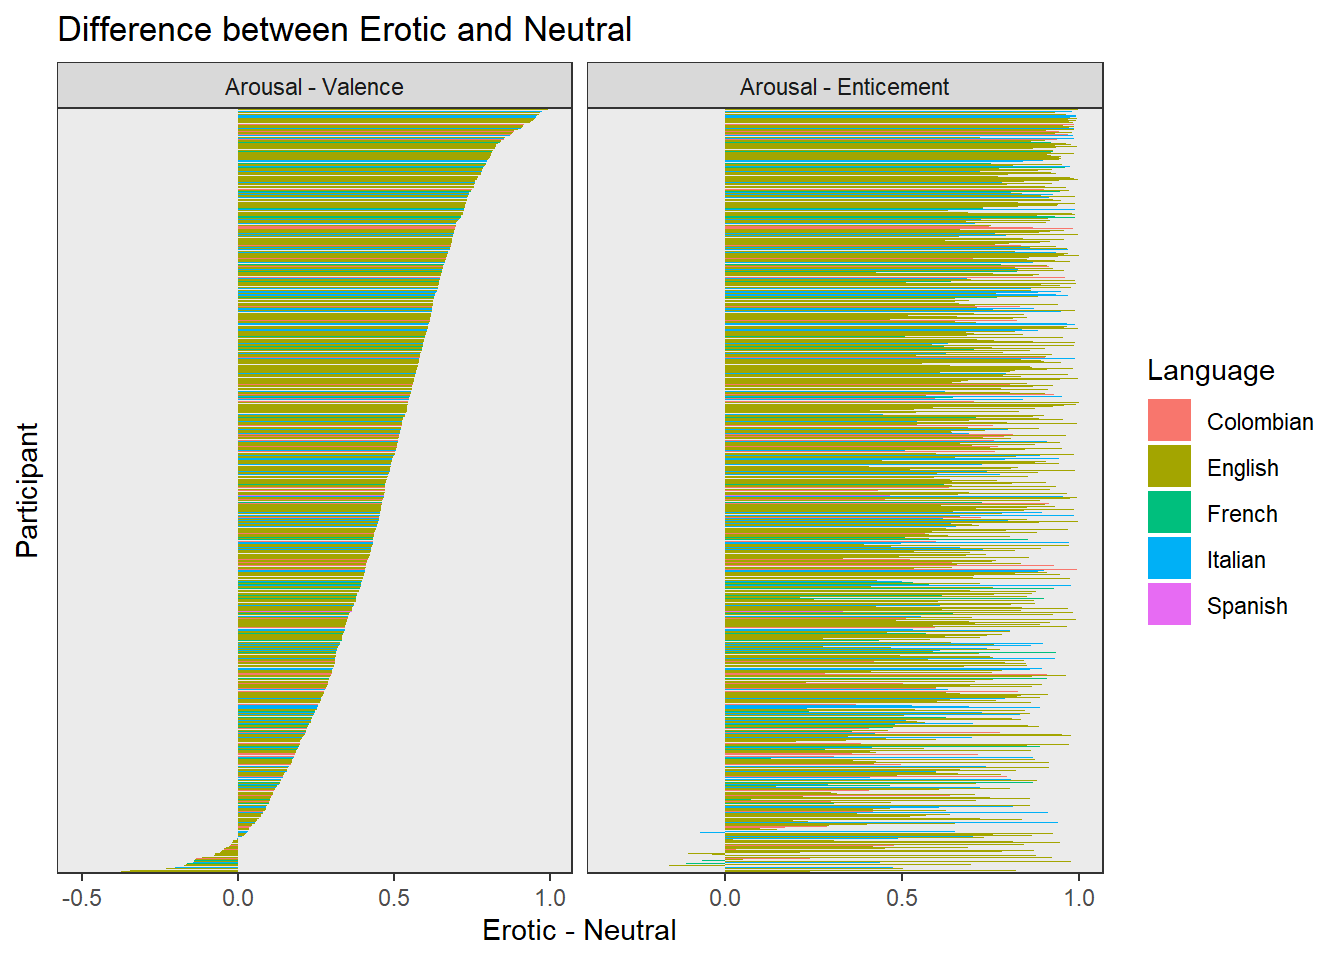 Difference between Erotic and Neutral
Arousal - Valence
Arousal - Enticement
Participant
-0.5
0.0
0.5
1.0
0.0
0.5
1.0
Erotic - Neutral
Language
Colombian
English
French
Italian
Spanish